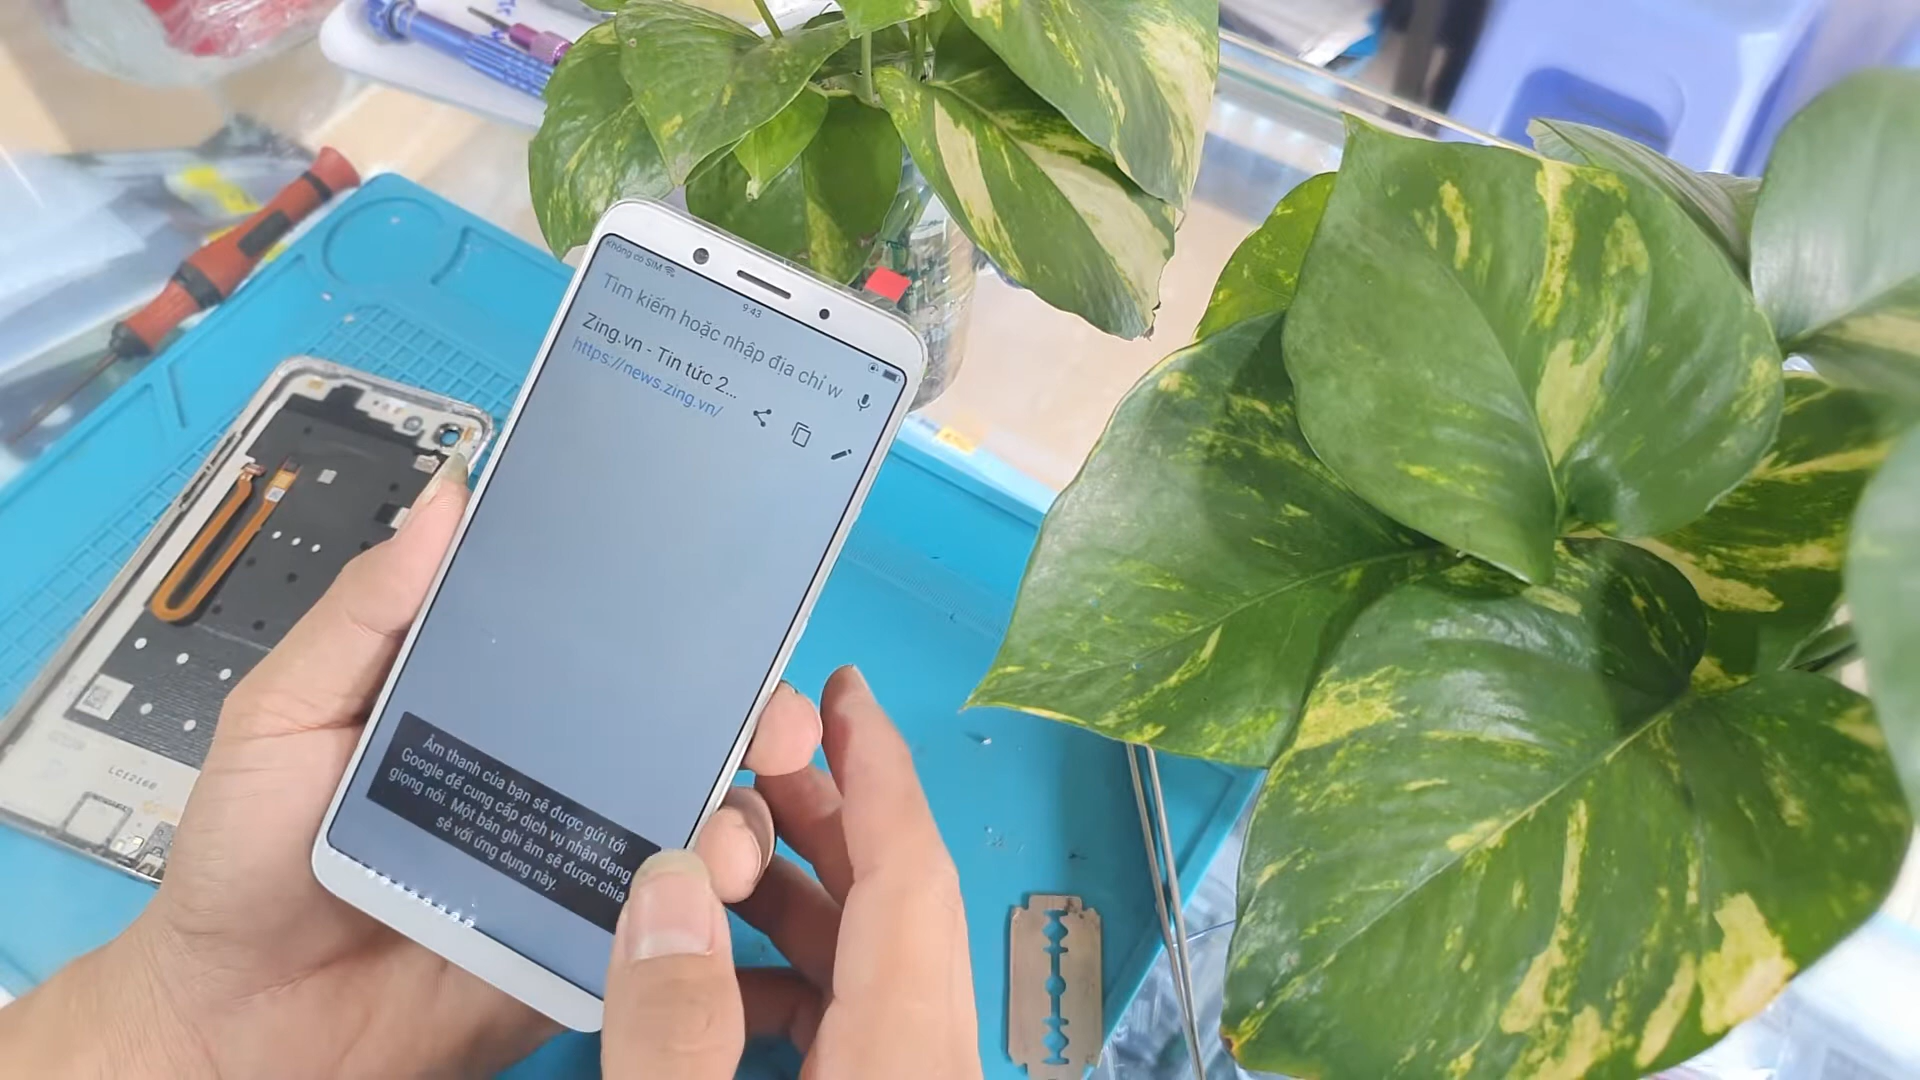 Không có SIM
9:43
Tìm kiếm hoặc nhập địa chỉ w
Zing.vn - Tin tức 2...
https://news.zing.vn/
Âm thanh của bạn sẽ được gửi tới
Google để cung cấp dịch vụ nhận dạng
giọng nói. Một bản ghi âm sẽ được chia
sẻ với ứng dụng này.
LC12160